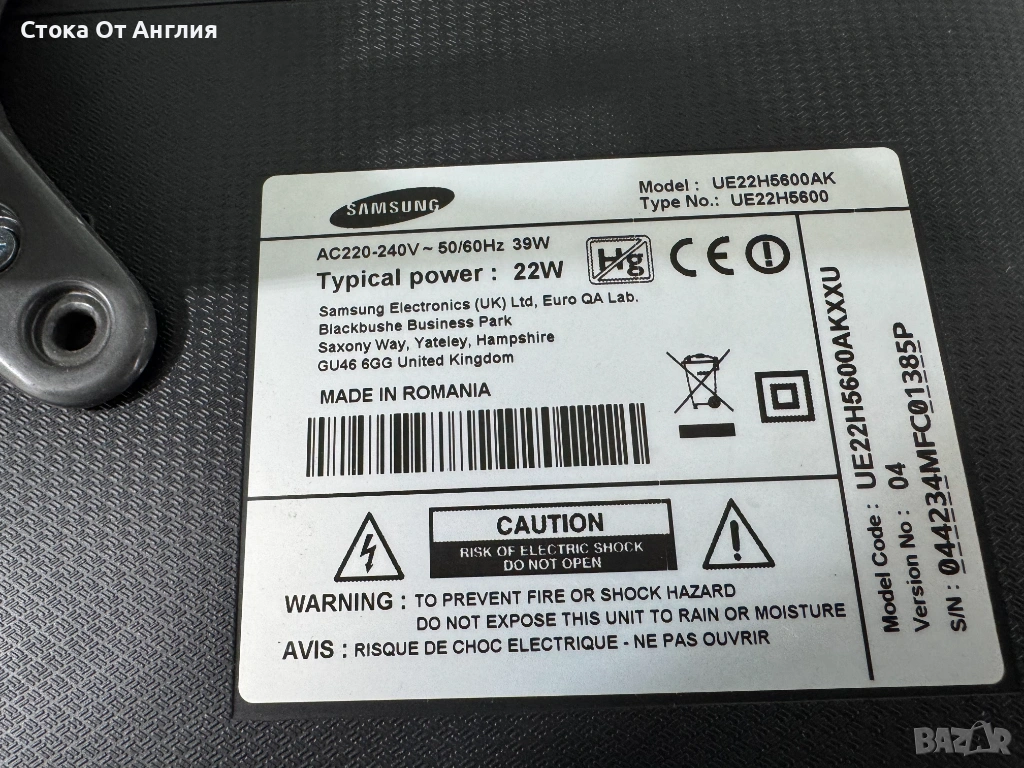 Стока От Англия
SAMSUNG
Model : UE22H5600AK
Type No.: UE22H5600
AC220-240V ~ 50/60Hz 39W
Typical power : 22W
Hg
CE
Samsung Electronics (UK) Ltd, Euro QA Lab.
Blackbushe Business Park
Saxony Way, Yateley, Hampshire
GU46 6GG United Kingdom
MADE IN ROMANIA
CAUTION
RISK OF ELECTRIC SHOCK
DO NOT OPEN
WARNING : TO PREVENT FIRE OR SHOCK HAZARD
DO NOT EXPOSE THIS UNIT TO RAIN OR MOISTURE
AVIS : RISQUE DE CHOC ELECTRIQUE - NE PAS OUVRIR
Model Code : UE22H5600AKXXU
Version No : 04
S/N : 044234MFC01385P
BAZAR